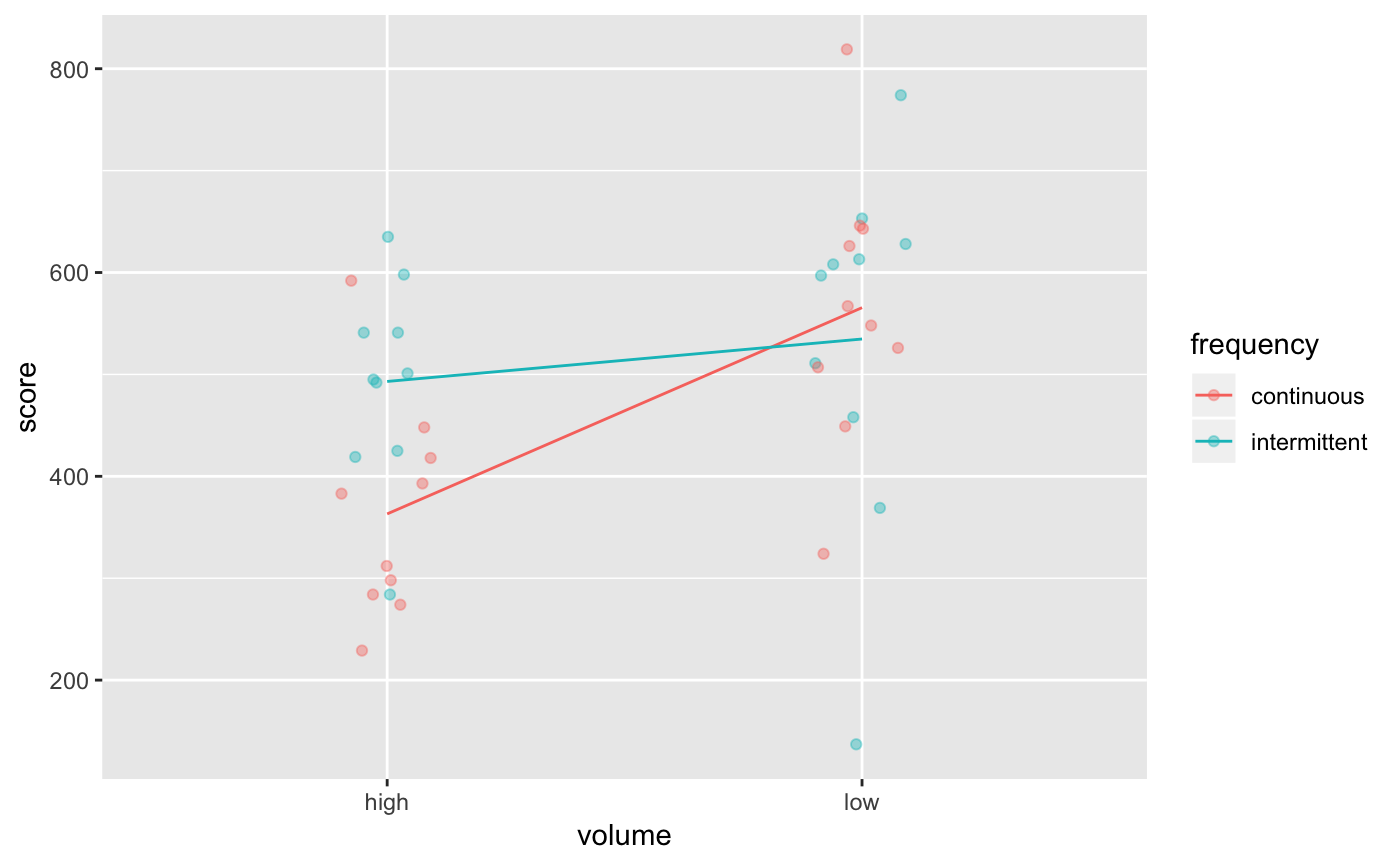 800
600
400
200
score
high
low
volume
frequency
continuous
intermittent